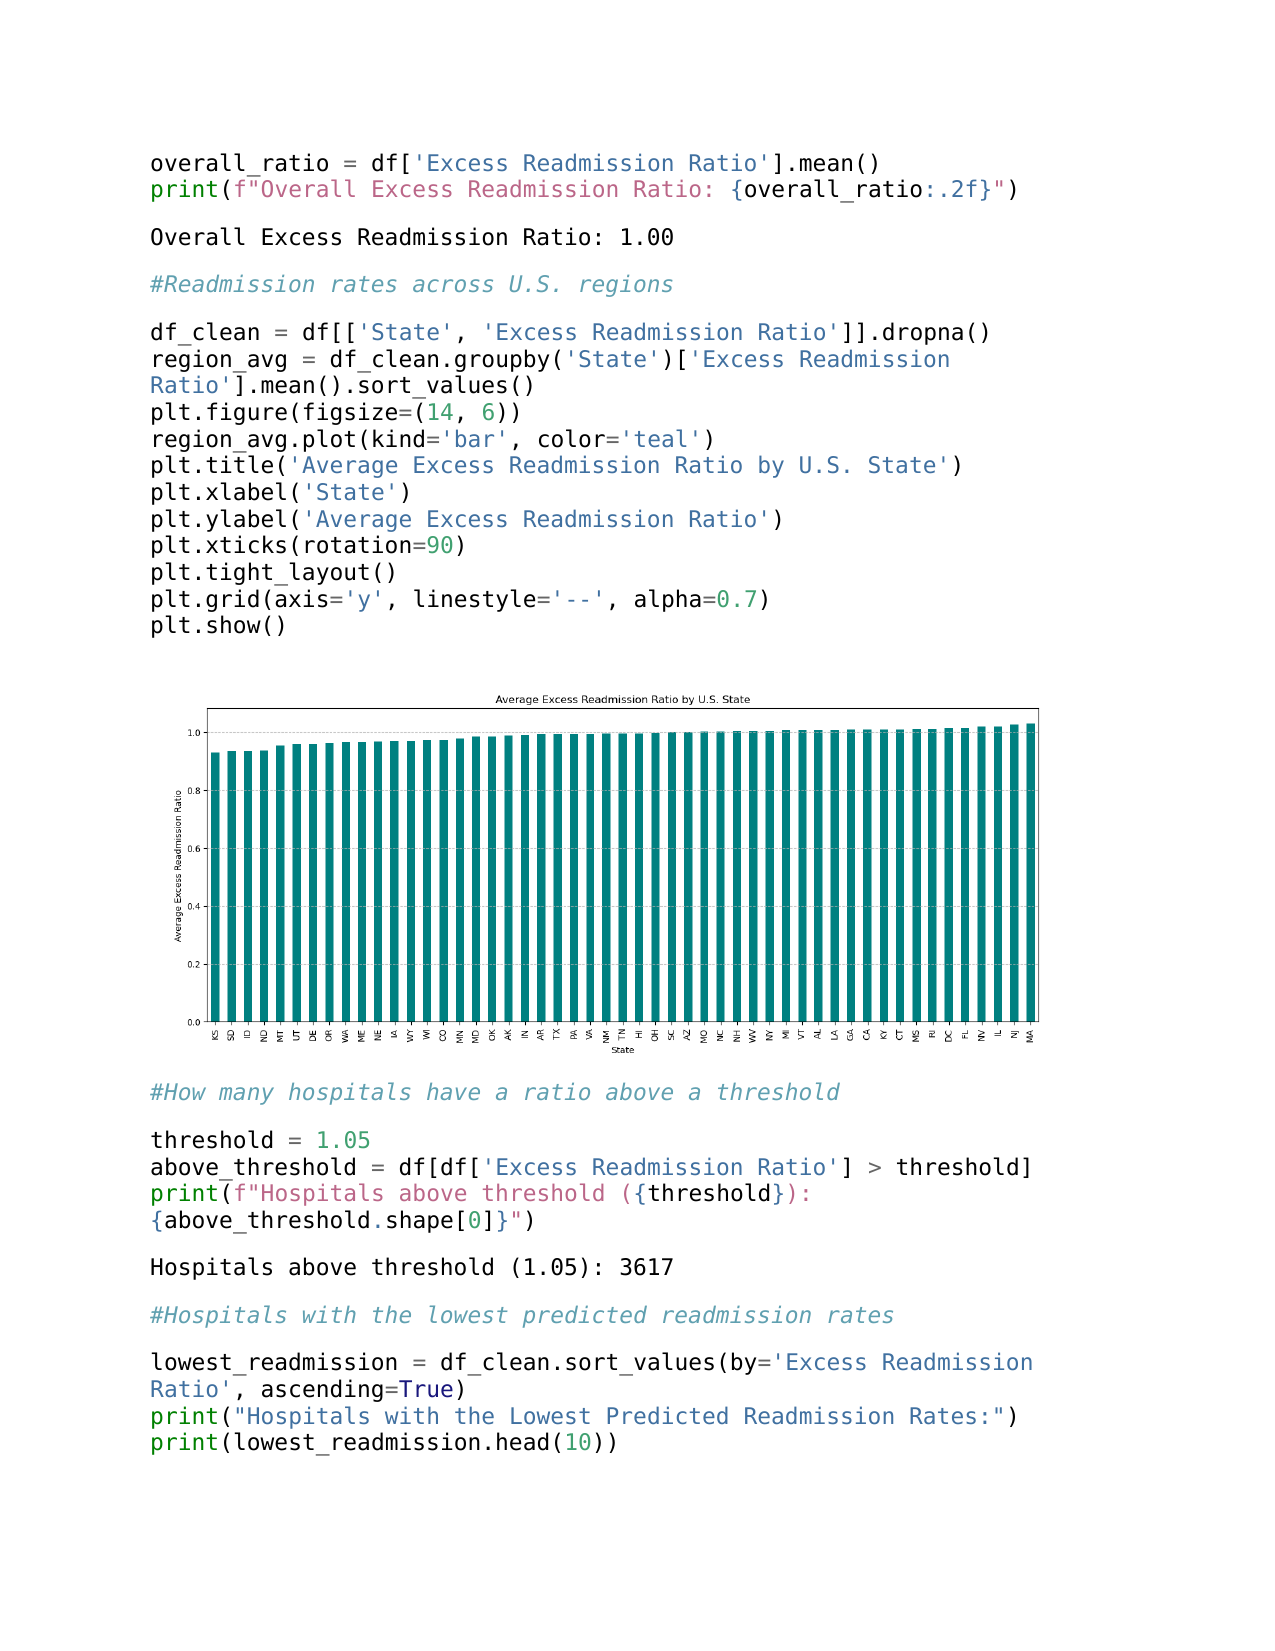 overall_ratio = df['Excess Readmission Ratio'].mean()
print(f"Overall Excess Readmission Ratio: {overall_ratio:.2f}")
Overall Excess Readmission Ratio: 1.00
#Readmission rates across U.S. regions
df_clean = df[['State', 'Excess Readmission Ratio']].dropna()
region_avg = df_clean.groupby('State')['Excess Readmission
Ratio'].mean().sort_values()
plt.figure(figsize=(14, 6))
region_avg.plot(kind='bar', color='teal')
plt.title('Average Excess Readmission Ratio by U.S. State')
plt.xlabel('State')
plt.ylabel('Average Excess Readmission Ratio')
plt.xticks(rotation=90)
plt.tight_layout()
plt.grid(axis='y', linestyle='--', alpha=0.7)
plt.show()
Average Excess Readmission Ratio by U.S. State
Average Excess Readmission Ratio
1.0
0.8
0.6
0.4
0.2
0.0
KS SD ID ND MT UT DE OR WA ME NE IA WY WI CO MN MD OK AK IN AR TX PA VA NM TN HI OH SC AZ MO NC NH WV NY MI VT AL LA GA CA KY CT MS RI DC FL NV IL NJ MA
State
#How many hospitals have a ratio above a threshold
threshold = 1.05
above_threshold = df[df['Excess Readmission Ratio'] > threshold]
print(f"Hospitals above threshold ({threshold}):
{above_threshold.shape[0]}")
Hospitals above threshold (1.05): 3617
#Hospitals with the lowest predicted readmission rates
lowest_readmission = df_clean.sort_values(by='Excess Readmission
Ratio', ascending=True)
print("Hospitals with the Lowest Predicted Readmission Rates:")
print(lowest_readmission.head(10))